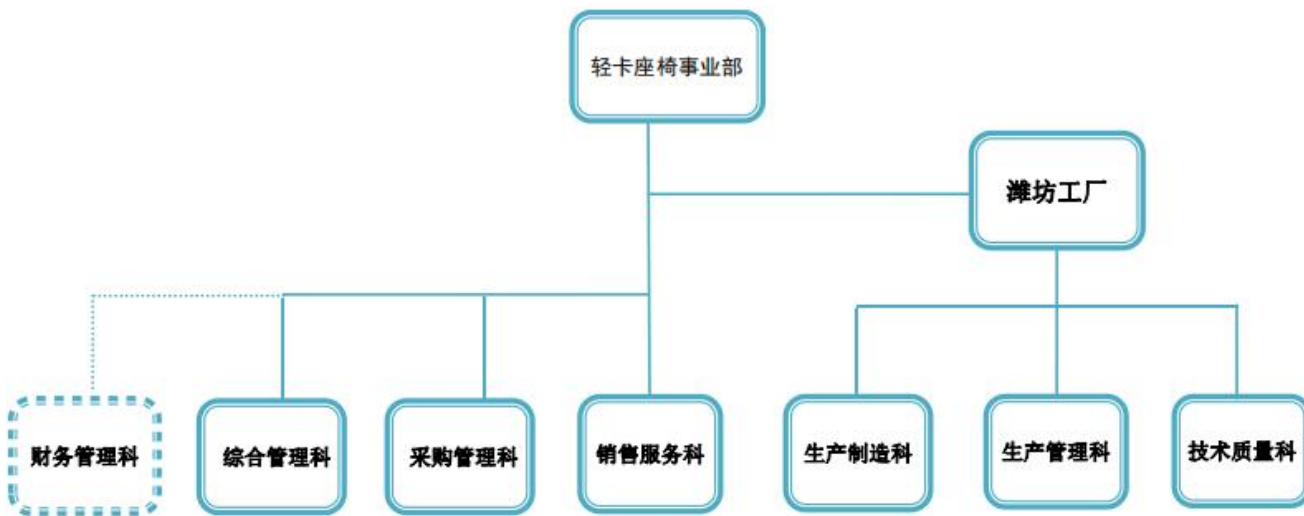 轻卡座椅事业部
潍坊工厂
财务管理科
综合管理科
采购管理科
销售服务科
生产制造科
生产管理科
技术质量科